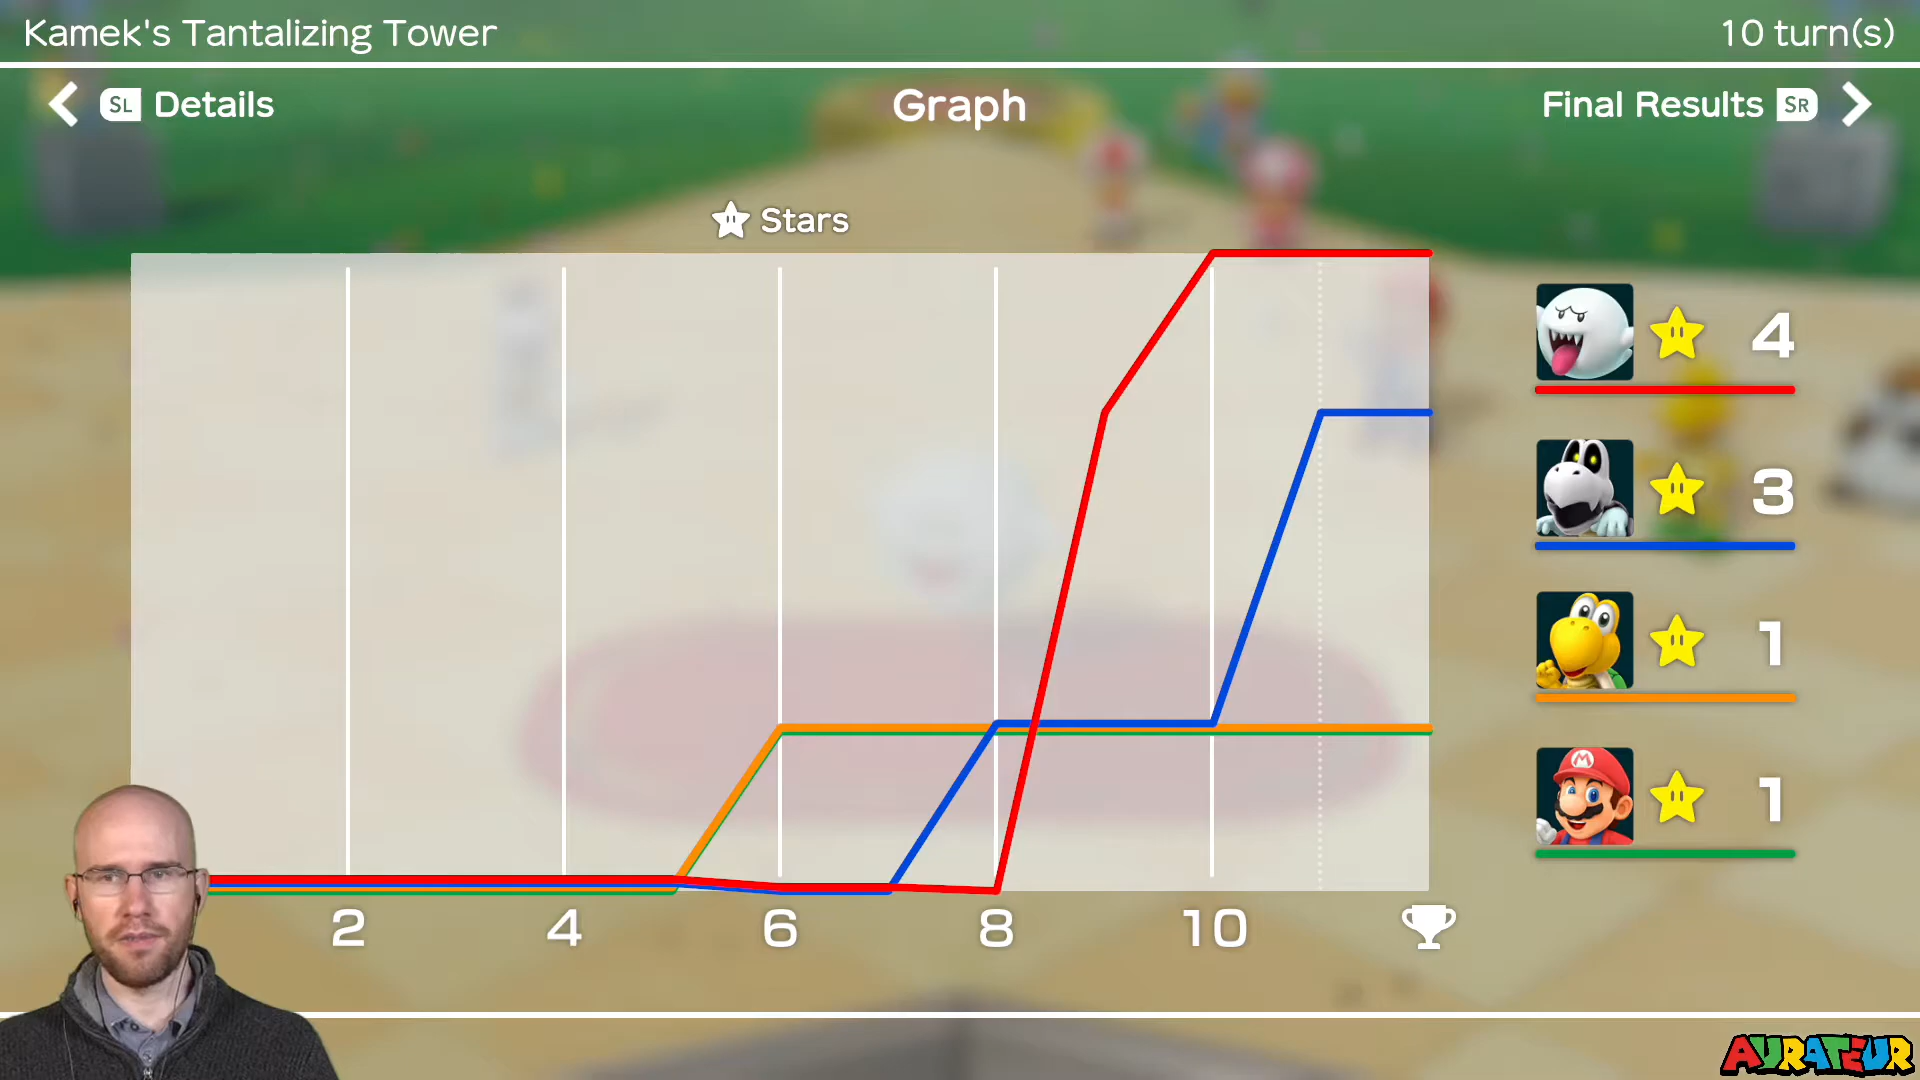 Kamek's Tantalizing Tower
10 turn(s)
SL Details
Graph
Final Results SR
Stars
4
3
1
M
1
2 4 6 8 10
AURATEUR